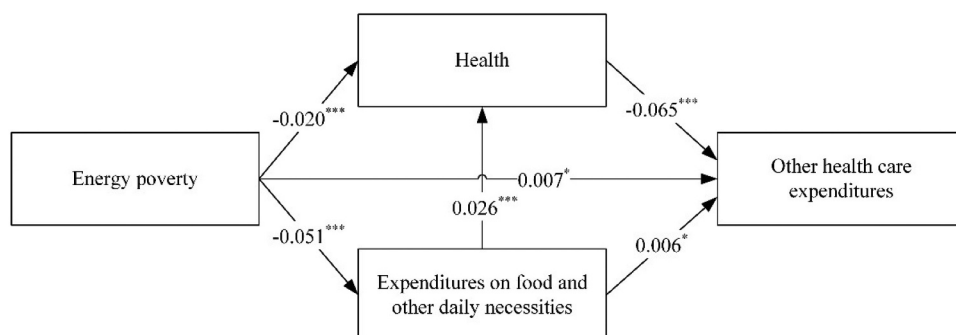 Health
-0.020***
-0.065***
Energy poverty
0.007*
Other health care
expenditures
0.026***
-0.051***
0.006*
Expenditures on food and
other daily necessities